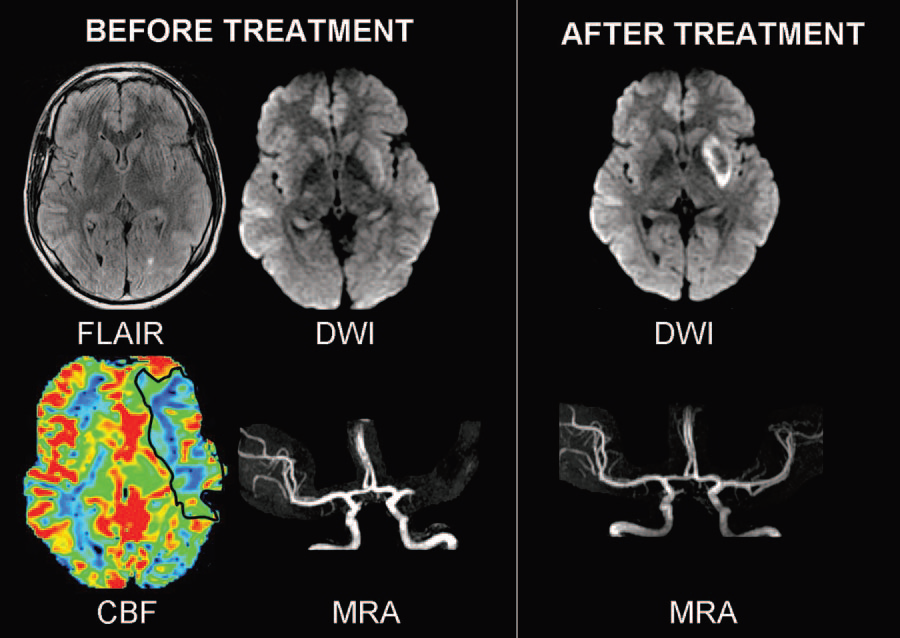 BEFORE TREATMENT
FLAIR
DWI
CBF
MRA
AFTER TREATMENT
DWI
MRA